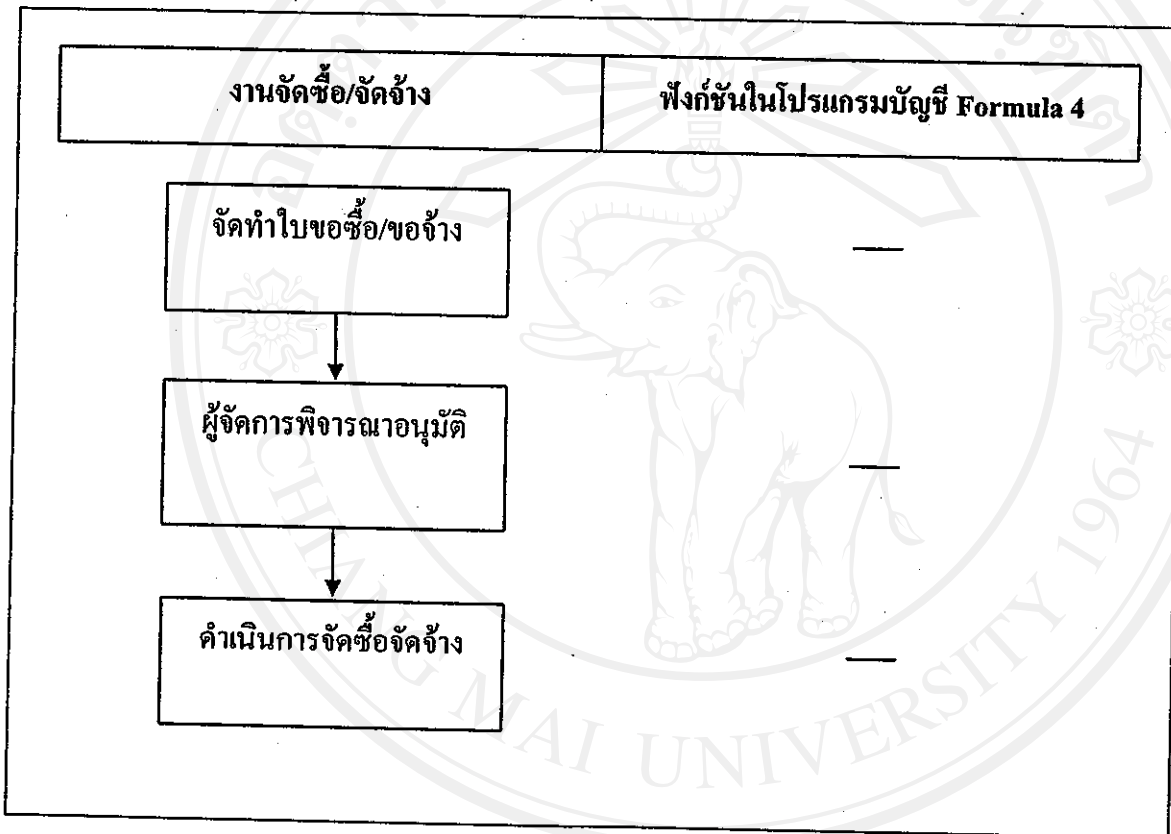 งานจัดซื้อ/จัดจ้าง
ฟังก์ชันในโปรแกรมบัญชี Formula 4
จัดทำใบขอซื้อ/ขอจ้าง
—
ผู้จัดการพิจารณาอนุมัติ
—
ดำเนินการจัดซื้อจัดจ้าง
—
CHIANG MAI UNIVERSITY 1964